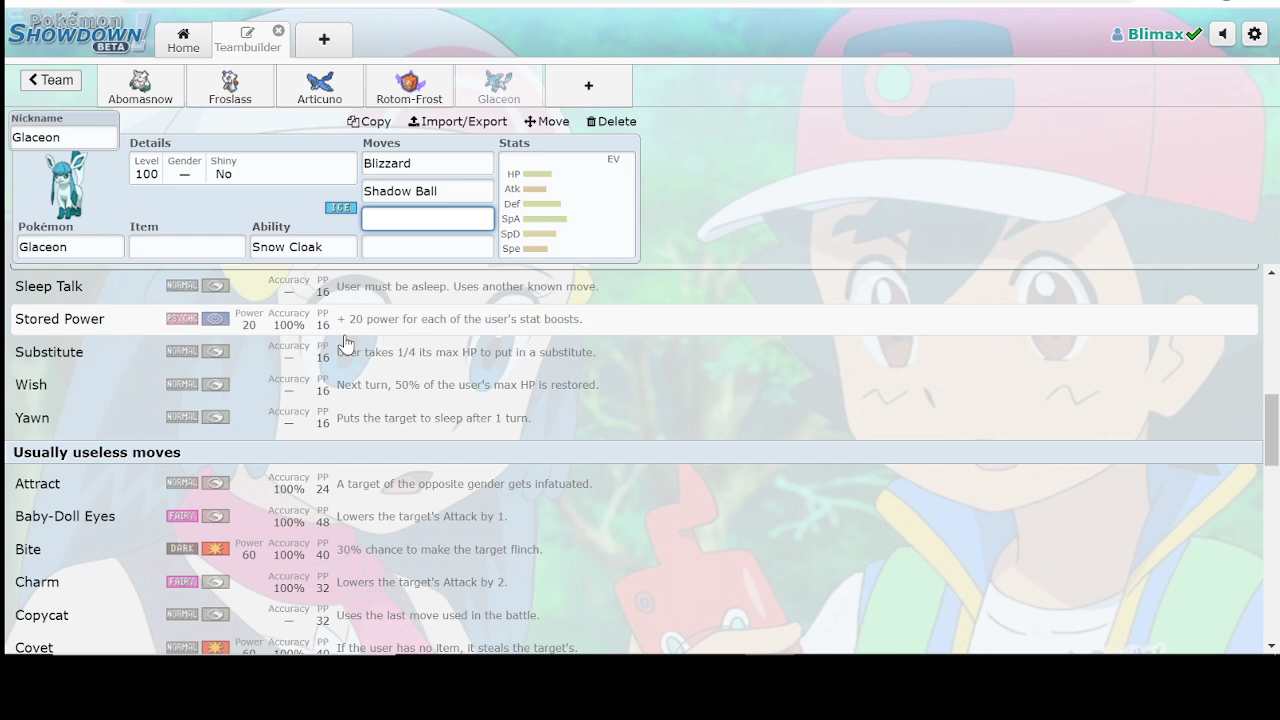 Pokémon
SHOWDOWN!
BETA
Home
Teambuilder
+
Blimax
Team
Abomasnow
Froslass
Articuno
Rotom-Frost
Glaceon
+
Nickname
Glaceon
Copy
Import/Export
Move
Delete
Details
Level
100
Gender
—
Shiny
No
ICE
Pokémon
Glaceon
Item
Ability
Snow Cloak
Moves
Blizzard
Shadow Ball
Stats
EV
HP
Atk
Def
SpA
SpD
Spe
Sleep Talk NORMAL Accuracy — PP 16 User must be asleep. Uses another known move.
Stored Power PSYCHC Power 20 Accuracy 100% PP 16 + 20 power for each of the user's stat boosts.
Substitute NORMAL Accuracy — PP 16 takes 1/4 its max HP to put in a substitute.
Wish NORMAL Accuracy — PP 16 Next turn, 50% of the user's max HP is restored.
Yawn NORMAL Accuracy — PP 16 Puts the target to sleep after 1 turn.
Usually useless moves
Attract NORMAL Accuracy 100% PP 24 A target of the opposite gender gets infatuated.
Baby-Doll Eyes FAIRY Accuracy 100% PP 48 Lowers the target's Attack by 1.
Bite DARK Power 60 Accuracy 100% PP 40 30% chance to make the target flinch.
Charm FAIRY Accuracy 100% PP 32 Lowers the target's Attack by 2.
Copycat NORMAL Accuracy — PP 32 Uses the last move used in the battle.
Covet NORMAL Power 60 Accuracy 100% PP 40 If the user has no item, it steals the target's.